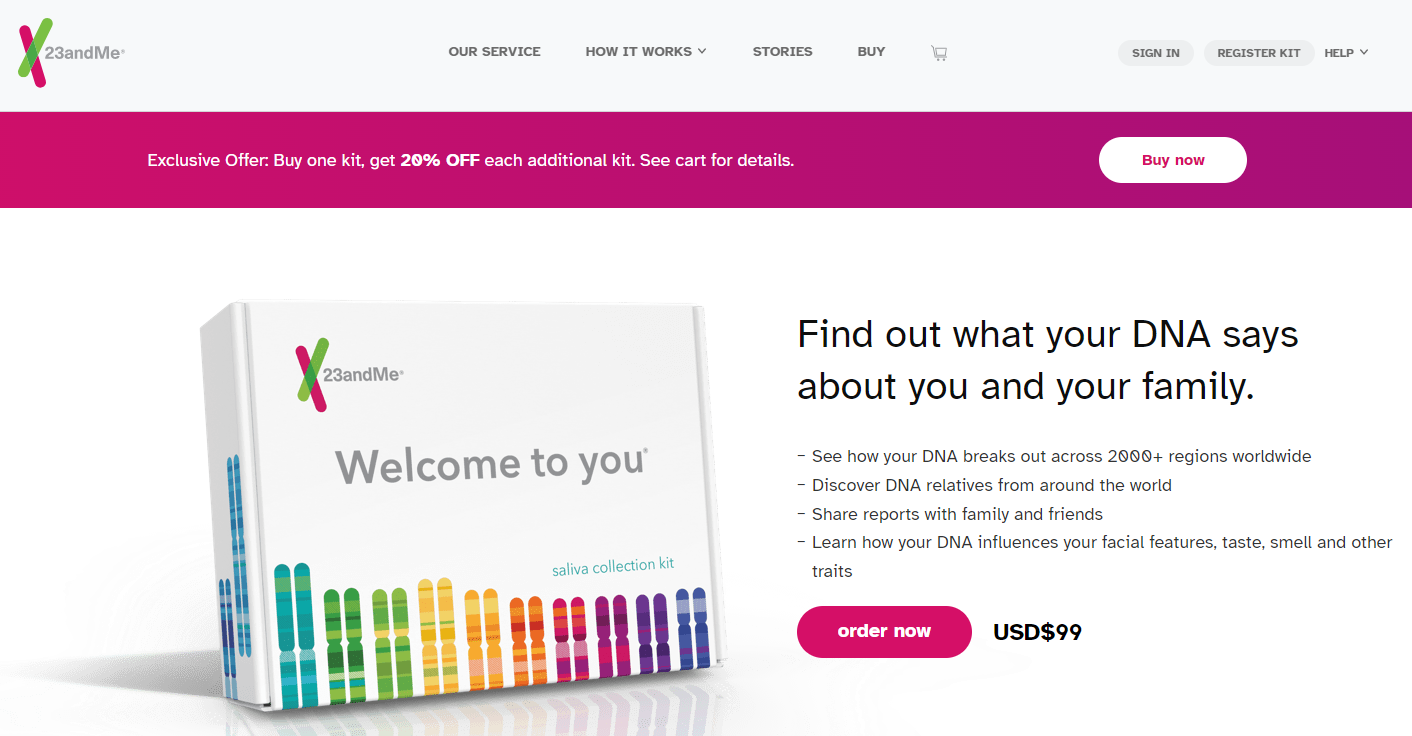 23andMe®
OUR SERVICE
HOW IT WORKS
STORIES
BUY
SIGN IN
REGISTER KIT
HELP
Exclusive Offer: Buy one kit, get 20% OFF each additional kit. See cart for details.
Buy now
23andMe®
Welcome to you®
saliva collection kit
Find out what your DNA says
about you and your family.
– See how your DNA breaks out across 2000+ regions worldwide
– Discover DNA relatives from around the world
– Share reports with family and friends
– Learn how your DNA influences your facial features, taste, smell and other
traits
order now
USD$99